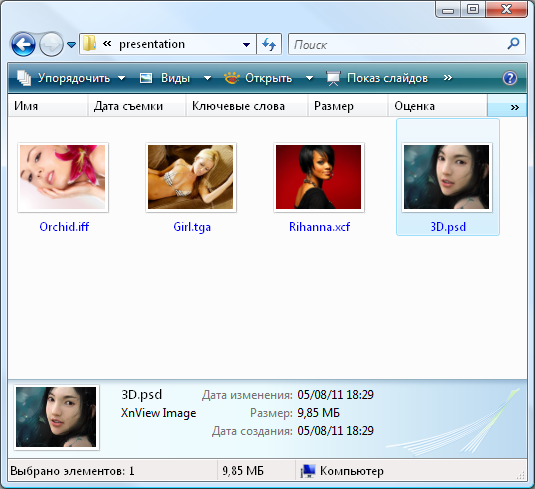 « presentation
Поиск
Упорядочить Виды Открыть Показ слайдов »
Имя Дата съемки Ключевые слова Размер Оценка »
Orchid.iff Girl.tga Rihanna.xcf 3D.psd
3D.psd Дата изменения: 05/08/11 18:29
XnView Image Размер: 9,85 МБ
Дата создания: 05/08/11 18:29
Выбрано элементов: 1 9,85 МБ Компьютер